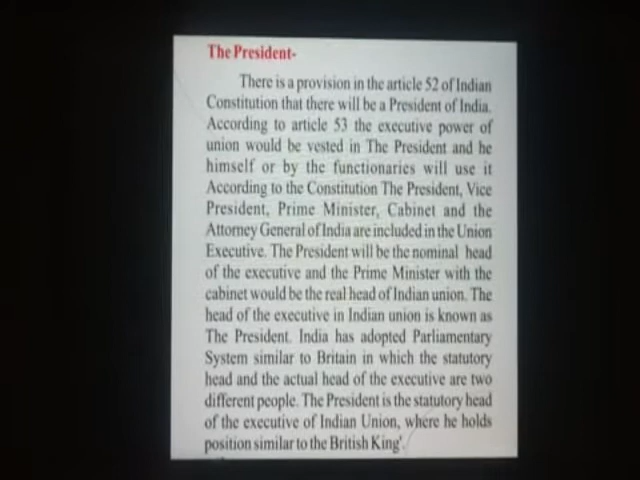 The President-
There is a provision in the article 52 of Indian
Constitution that there will be a President of India.
According to article 53 the executive power of
union would be vested in The President and he
himself or by the functionaries will use it
According to the Constitution The President, Vice
President, Prime Minister, Cabinet and the
Attorney General of India are included in the Union
Executive. The President will be the nominal head
of the executive and the Prime Minister with the
cabinet would be the real head of Indian union. The
head of the executive in Indian union is known as
The President. India has adopted Parliamentary
System similar to Britain in which the statutory
head and the actual head of the executive are two
different people. The President is the statutory head
of the executive of Indian Union, where he holds
position similar to the British King'.